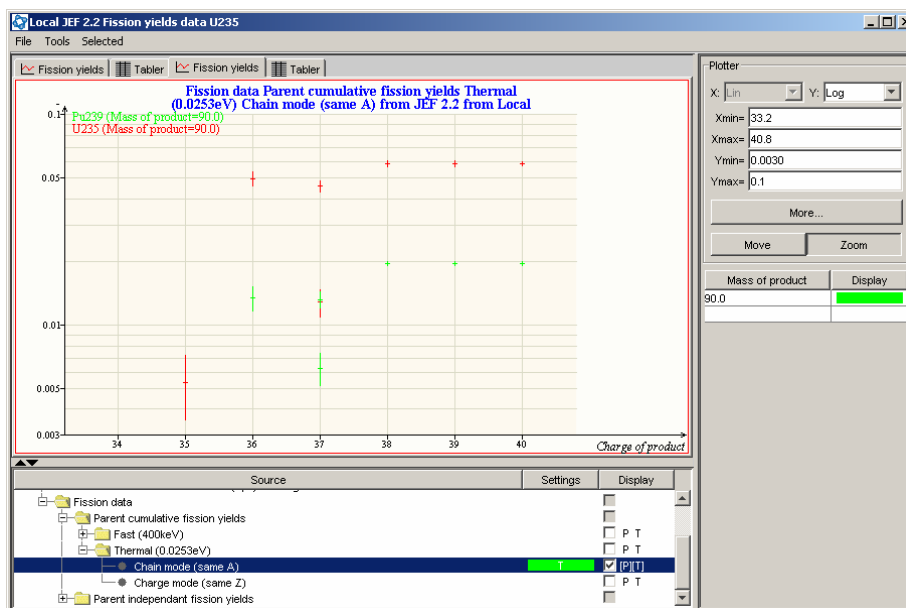 Local JEF 2.2 Fission yields data U235
File Tools Selected
Fission yields Tabler Fission yields Tabler
Fission data Parent cumulative fission yields Thermal
(0.0253eV) Chain mode (same A) from JEF 2.2 from Local
Pu239 (Mass of product=90.0)
U235 (Mass of product=90.0)
0.1
0.05
0.01
0.005
0.003
34 35 36 37 38 39 40
Charge of product
Plotter
X: Lin Y: Log
Xmin= 33.2
Xmax= 40.8
Ymin= 0.0030
Ymax= 0.1
More...
Move Zoom
Mass of product Display
90.0
Source Settings Display
Fission data
Parent cumulative fission yields
Fast (400keV) P T
Thermal (0.0253eV) P T
Chain mode (same A) T [P][T]
Charge mode (same Z) P T
Parent independant fission yields